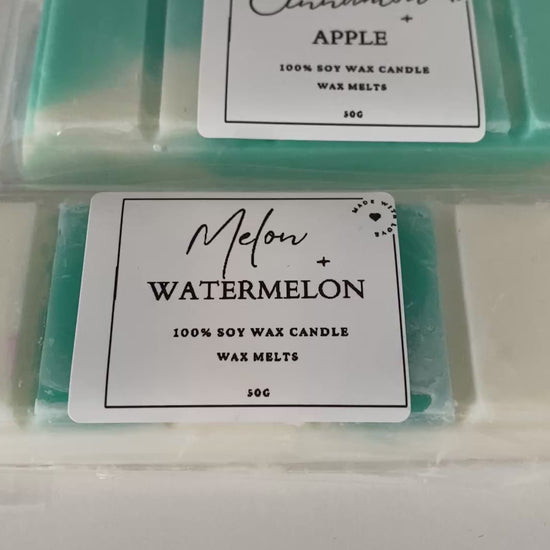 Cinnamon
+
APPLE
100% SOY WAX CANDLE
WAX MELTS
50G
MADE WITH LOVE
Melon
+
WATERMELON
100% SOY WAX CANDLE
WAX MELTS
50G